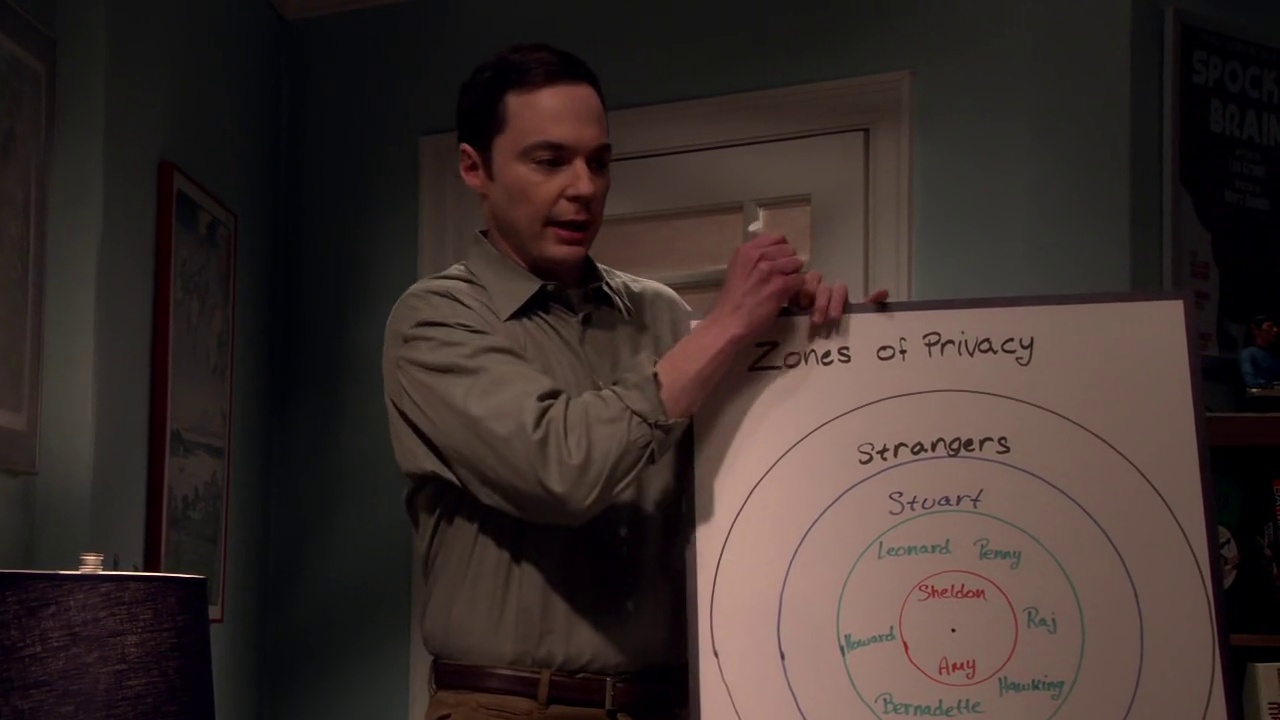 SPOCK
BRAIN
Zones of Privacy
Strangers
Stuart
Leonard Penny
Sheldon
Raj
Howard
Amy
Hawking
Bernadette